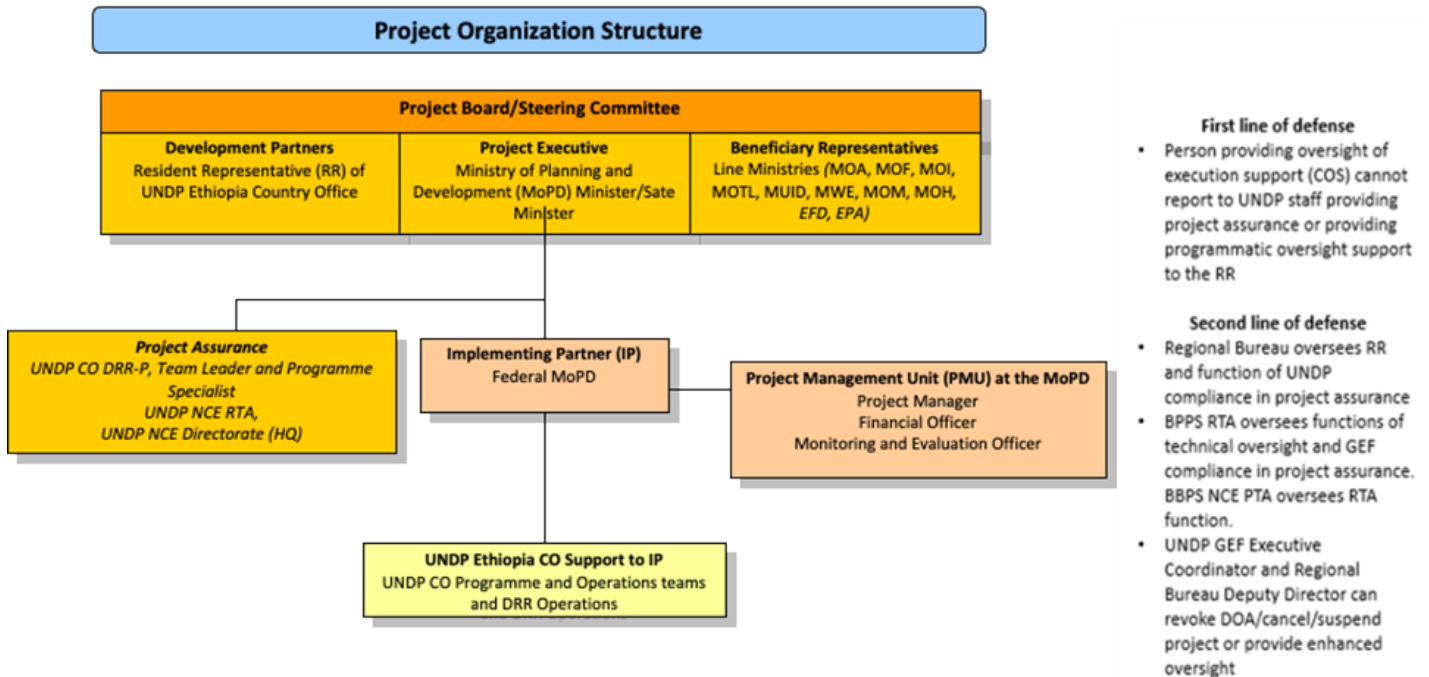 Project Organization Structure
Project Board/Steering Committee
Development Partners
Resident Representative (RR) of
UNDP Ethiopia Country Office
Project Executive
Ministry of Planning and
Development (MoPD) Minister/Sate
Minister
Beneficiary Representatives
Line Ministries (MOA, MOF, MOI,
MOTL, MUID, MWE, MOM, MOH,
EFD, EPA)
Project Assurance
UNDP CO DRR-P, Team Leader and Programme
Specialist
UNDP NCE RTA,
UNDP NCE Directorate (HQ)
Implementing Partner (IP)
Federal MoPD
Project Management Unit (PMU) at the MoPD
Project Manager
Financial Officer
Monitoring and Evaluation Officer
UNDP Ethiopia CO Support to IP
UNDP CO Programme and Operations teams
and DRR Operations
First line of defense
• Person providing oversight of
execution support (COS) cannot
report to UNDP staff providing
project assurance or providing
programmatic oversight support
to the RR
Second line of defense
• Regional Bureau oversees RR
and function of UNDP
compliance in project assurance
• BPPS RTA oversees functions of
technical oversight and GEF
compliance in project assurance.
BBPS NCE PTA oversees RTA
function.
• UNDP GEF Executive
Coordinator and Regional
Bureau Deputy Director can
revoke DOA/cancel/suspend
project or provide enhanced
oversight